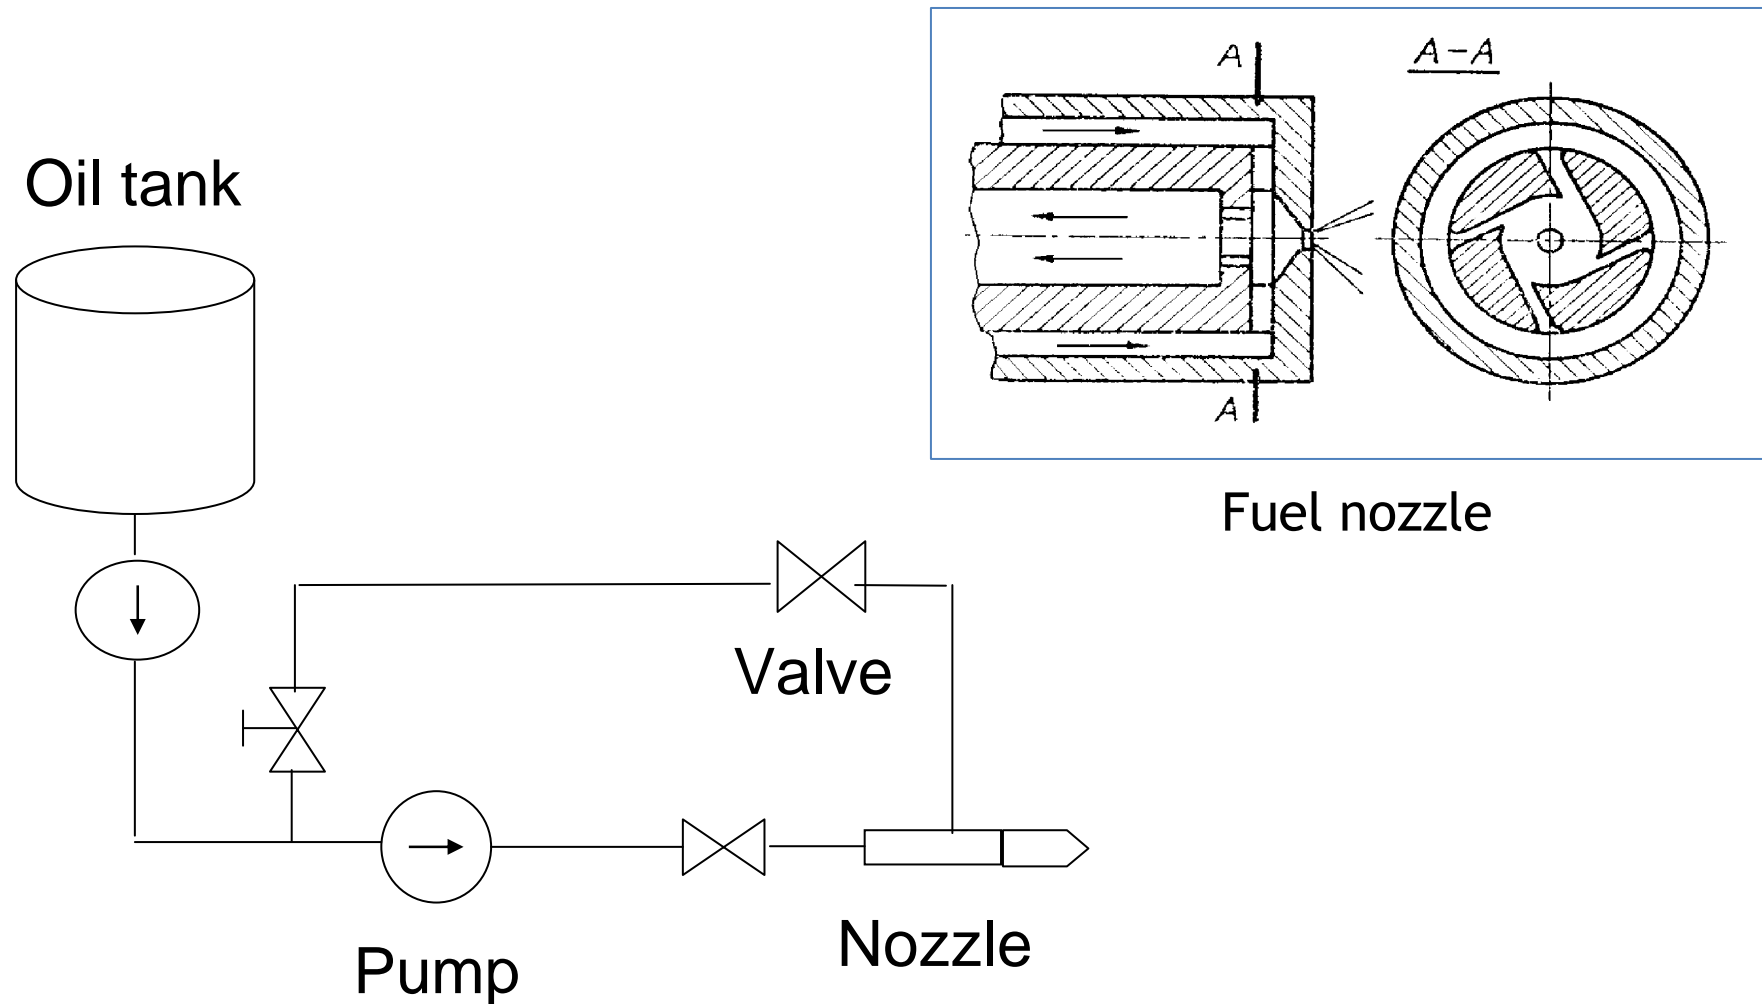 A
A-A
Oil tank
A
Fuel nozzle
Valve
Nozzle
Pump